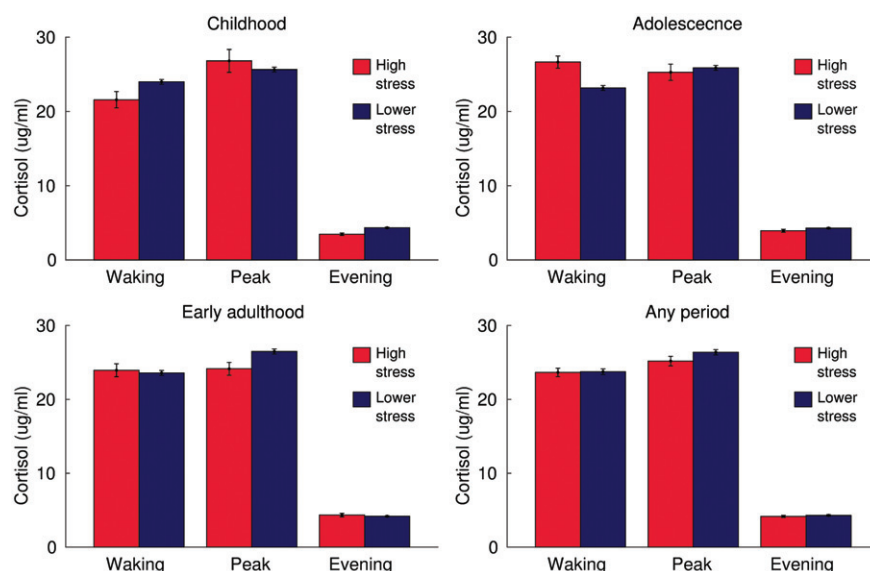 Childhood
30
20
10
0
Cortisol (ug/ml)
High
stress
Lower
stress
Waking Peak Evening
Adolescecnce
30
20
10
0
Cortisol (ug/ml)
High
stress
Lower
stress
Waking Peak Evening
Early adulthood
30
20
10
0
Cortisol (ug/ml)
High
stress
Lower
stress
Waking Peak Evening
Any period
30
20
10
0
Cortisol (ug/ml)
High
stress
Lower
stress
Waking Peak Evening